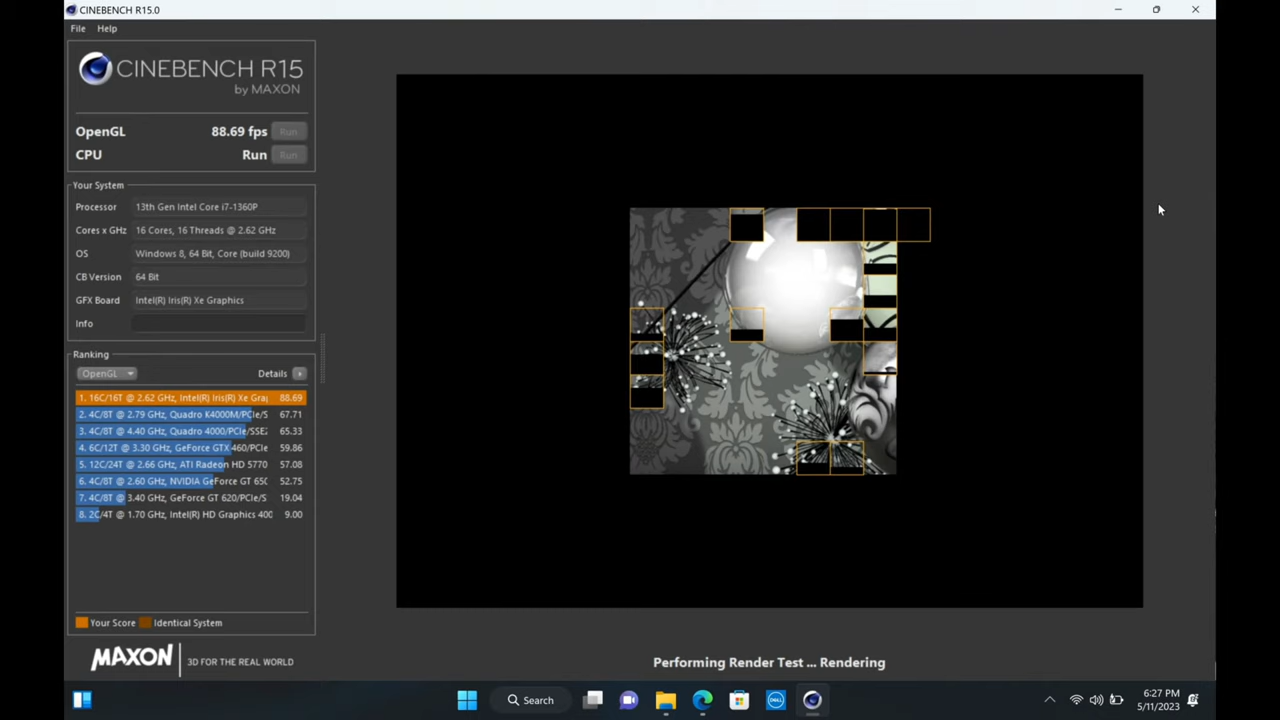 CINEBENCH R15.0
File Help
CINEBENCH R15
by MAXON
OpenGL 88.69 fps Run
CPU Run Run
Your System
Processor 13th Gen Intel Core i7-1360P
Cores x GHz 16 Cores, 16 Threads @ 2.62 GHz
OS Windows 8, 64 Bit, Core (build 9200)
CB Version 64 Bit
GFX Board Intel(R) Iris(R) Xe Graphics
Info
Ranking
OpenGL Details
1. 16C/16T @ 2.62 GHz, Intel(R) Iris(R) Xe Grap 88.69
2. 4C/8T @ 2.79 GHz, Quadro K4000M/PCIe/S 67.71
3. 4C/8T @ 4.40 GHz, Quadro 4000/PCIe/SSE2 65.33
4. 6C/12T @ 3.30 GHz, GeForce GTX 460/PCIe 59.86
5. 12C/24T @ 2.66 GHz, ATI Radeon HD 5770 57.08
6. 4C/8T @ 2.60 GHz, NVIDIA GeForce GT 650 52.75
7. 4C/8T @ 3.40 GHz, GeForce GT 620/PCIe/S 19.04
8. 2C/4T @ 1.70 GHz, Intel(R) HD Graphics 400 9.00
Your Score Identical System
MAXON 3D FOR THE REAL WORLD
Performing Render Test ... Rendering
Search
DELL
6:27 PM
5/11/2023